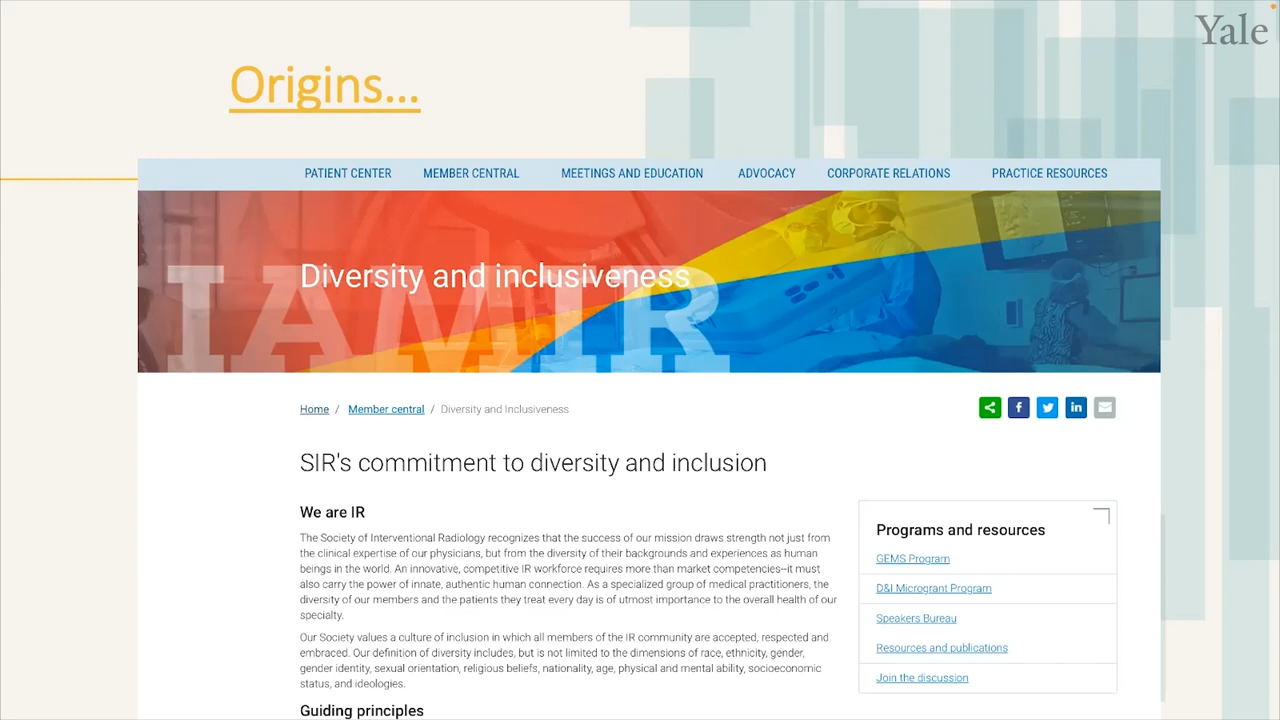 Yale
Origins...
PATIENT CENTER MEMBER CENTRAL MEETINGS AND EDUCATION ADVOCACY CORPORATE RELATIONS PRACTICE RESOURCES
Diversity and inclusiveness
IAMIR
Home / Member central / Diversity and Inclusiveness
f in
SIR's commitment to diversity and inclusion
We are IR
The Society of Interventional Radiology recognizes that the success of our mission draws strength not just from
the clinical expertise of our physicians, but from the diversity of their backgrounds and experiences as human
beings in the world. An innovative, competitive IR workforce requires more than market competencies–it must
also carry the power of innate, authentic human connection. As a specialized group of medical practitioners, the
diversity of our members and the patients they treat every day is of utmost importance to the overall health of our
specialty.
Our Society values a culture of inclusion in which all members of the IR community are accepted, respected and
embraced. Our definition of diversity includes, but is not limited to the dimensions of race, ethnicity, gender,
gender identity, sexual orientation, religious beliefs, nationality, age, physical and mental ability, socioeconomic
status, and ideologies.
Guiding principles
Programs and resources
GEMS Program
D&I Microgrant Program
Speakers Bureau
Resources and publications
Join the discussion